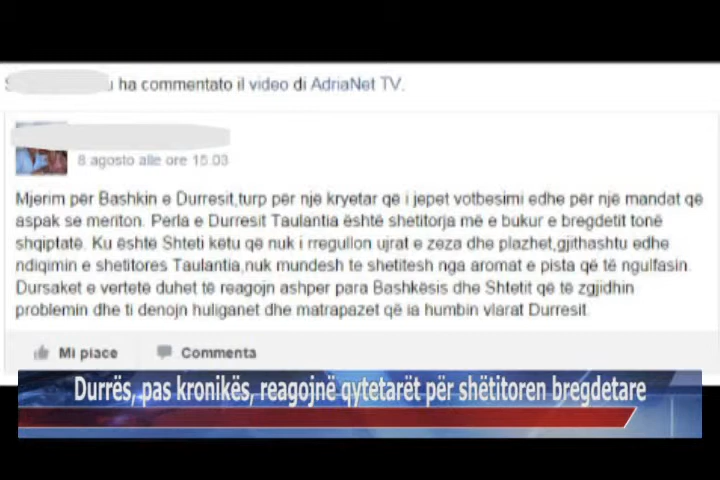 ha commentato il video di AdriaNet TV.
8 agosto alle ore 15.03
Mjerim për Bashkin e Durresit,turp për një kryetar që i jepet votbesimi edhe për një mandat që
aspak se meriton. Perla e Durresit Taulantia është shetitorja më e bukur e bregdetit tonë
shqiptatë. Ku është Shteti këtu që nuk i rregullon ujrat e zeza dhe plazhet,gjithashtu edhe
ndiqimin e shetitores Taulantia,nuk mundesh te shetitesh nga aromat e pista që të ngulfasin.
Dursaket e vertetë duhet të reagojn ashper para Bashkësis dhe Shtetit që të zgjidhin
problemin dhe ti denojn huliganet dhe matrapazet që ia humbin vlarat Durresit.
Mi piace Commenta
Durrës, pas kronikës, reagojnë qytetarët për shëtitoren bregdetare